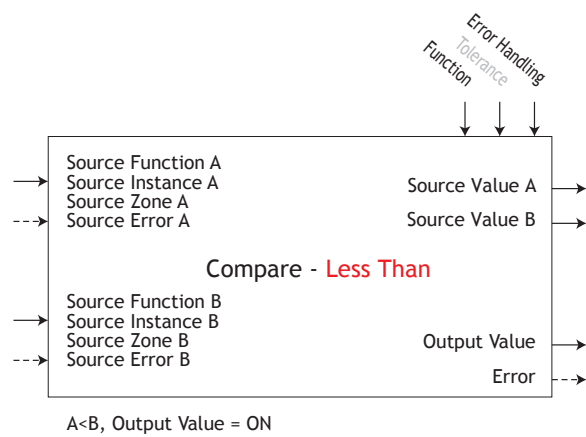 Function
Tolerance
Error Handling
Source Function A
Source Instance A
Source Zone A
Source Error A
Source Value A
Source Value B
Compare - Less Than
Source Function B
Source Instance B
Source Zone B
Source Error B
Output Value
Error
A<B, Output Value = ON